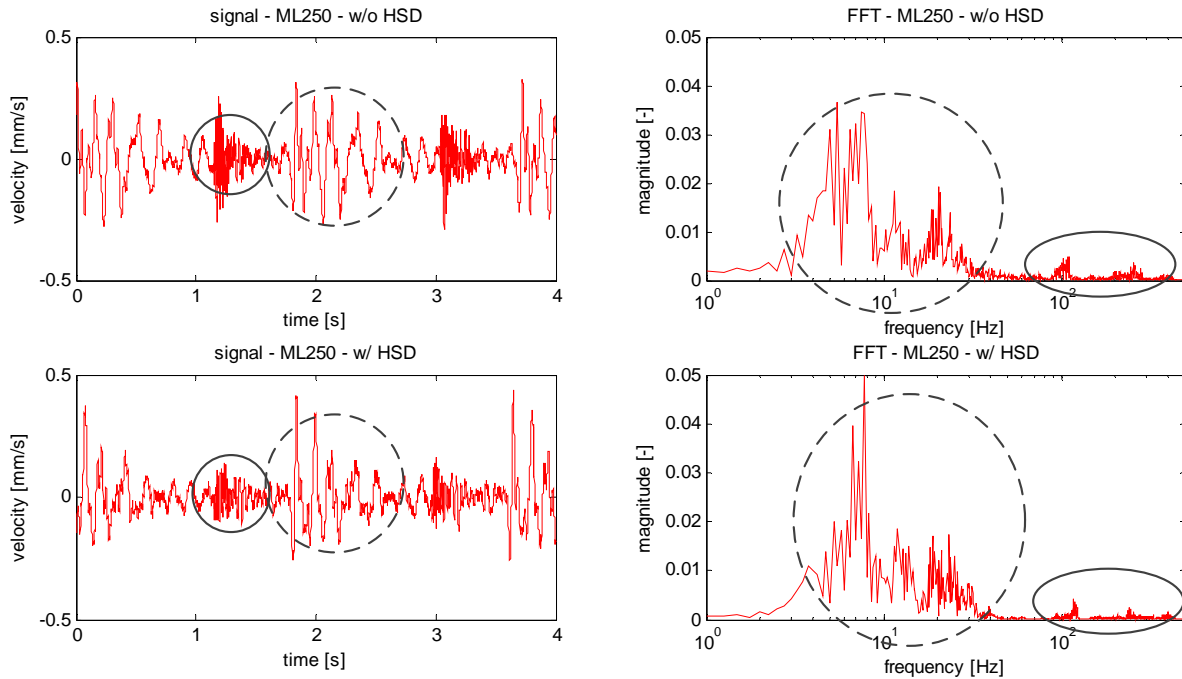 signal - ML250 - w/o HSD
0.5
0
-0.5
velocity [mm/s]
0 1 2 3 4
time [s]
FFT - ML250 - w/o HSD
0.05
0.04
0.03
0.02
0.01
0
magnitude [-]
10^0 10^1 10^2
frequency [Hz]
signal - ML250 - w/ HSD
0.5
0
-0.5
velocity [mm/s]
0 1 2 3 4
time [s]
FFT - ML250 - w/ HSD
0.05
0.04
0.03
0.02
0.01
0
magnitude [-]
10^0 10^1 10^2
frequency [Hz]